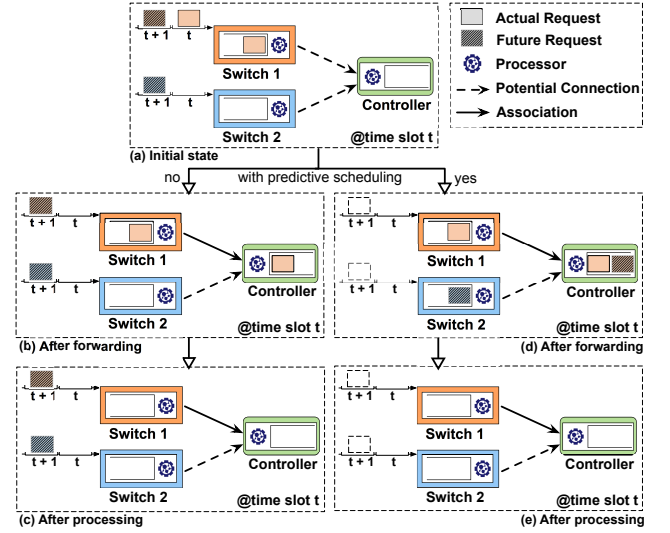 t + 1 t
Switch 1
t + 1 t
Switch 2
Controller
@time slot t
(a) Initial state
Actual Request
Future Request
Processor
Potential Connection
Association
no with predictive scheduling yes
t + 1 t
Switch 1
t + 1 t
Switch 2
Controller
@time slot t
(b) After forwarding
t + 1 t
Switch 1
t + 1 t
Switch 2
Controller
@time slot t
(d) After forwarding
t + 1 t
Switch 1
t + 1 t
Switch 2
Controller
@time slot t
(c) After processing
t + 1 t
Switch 1
t + 1 t
Switch 2
Controller
@time slot t
(e) After processing